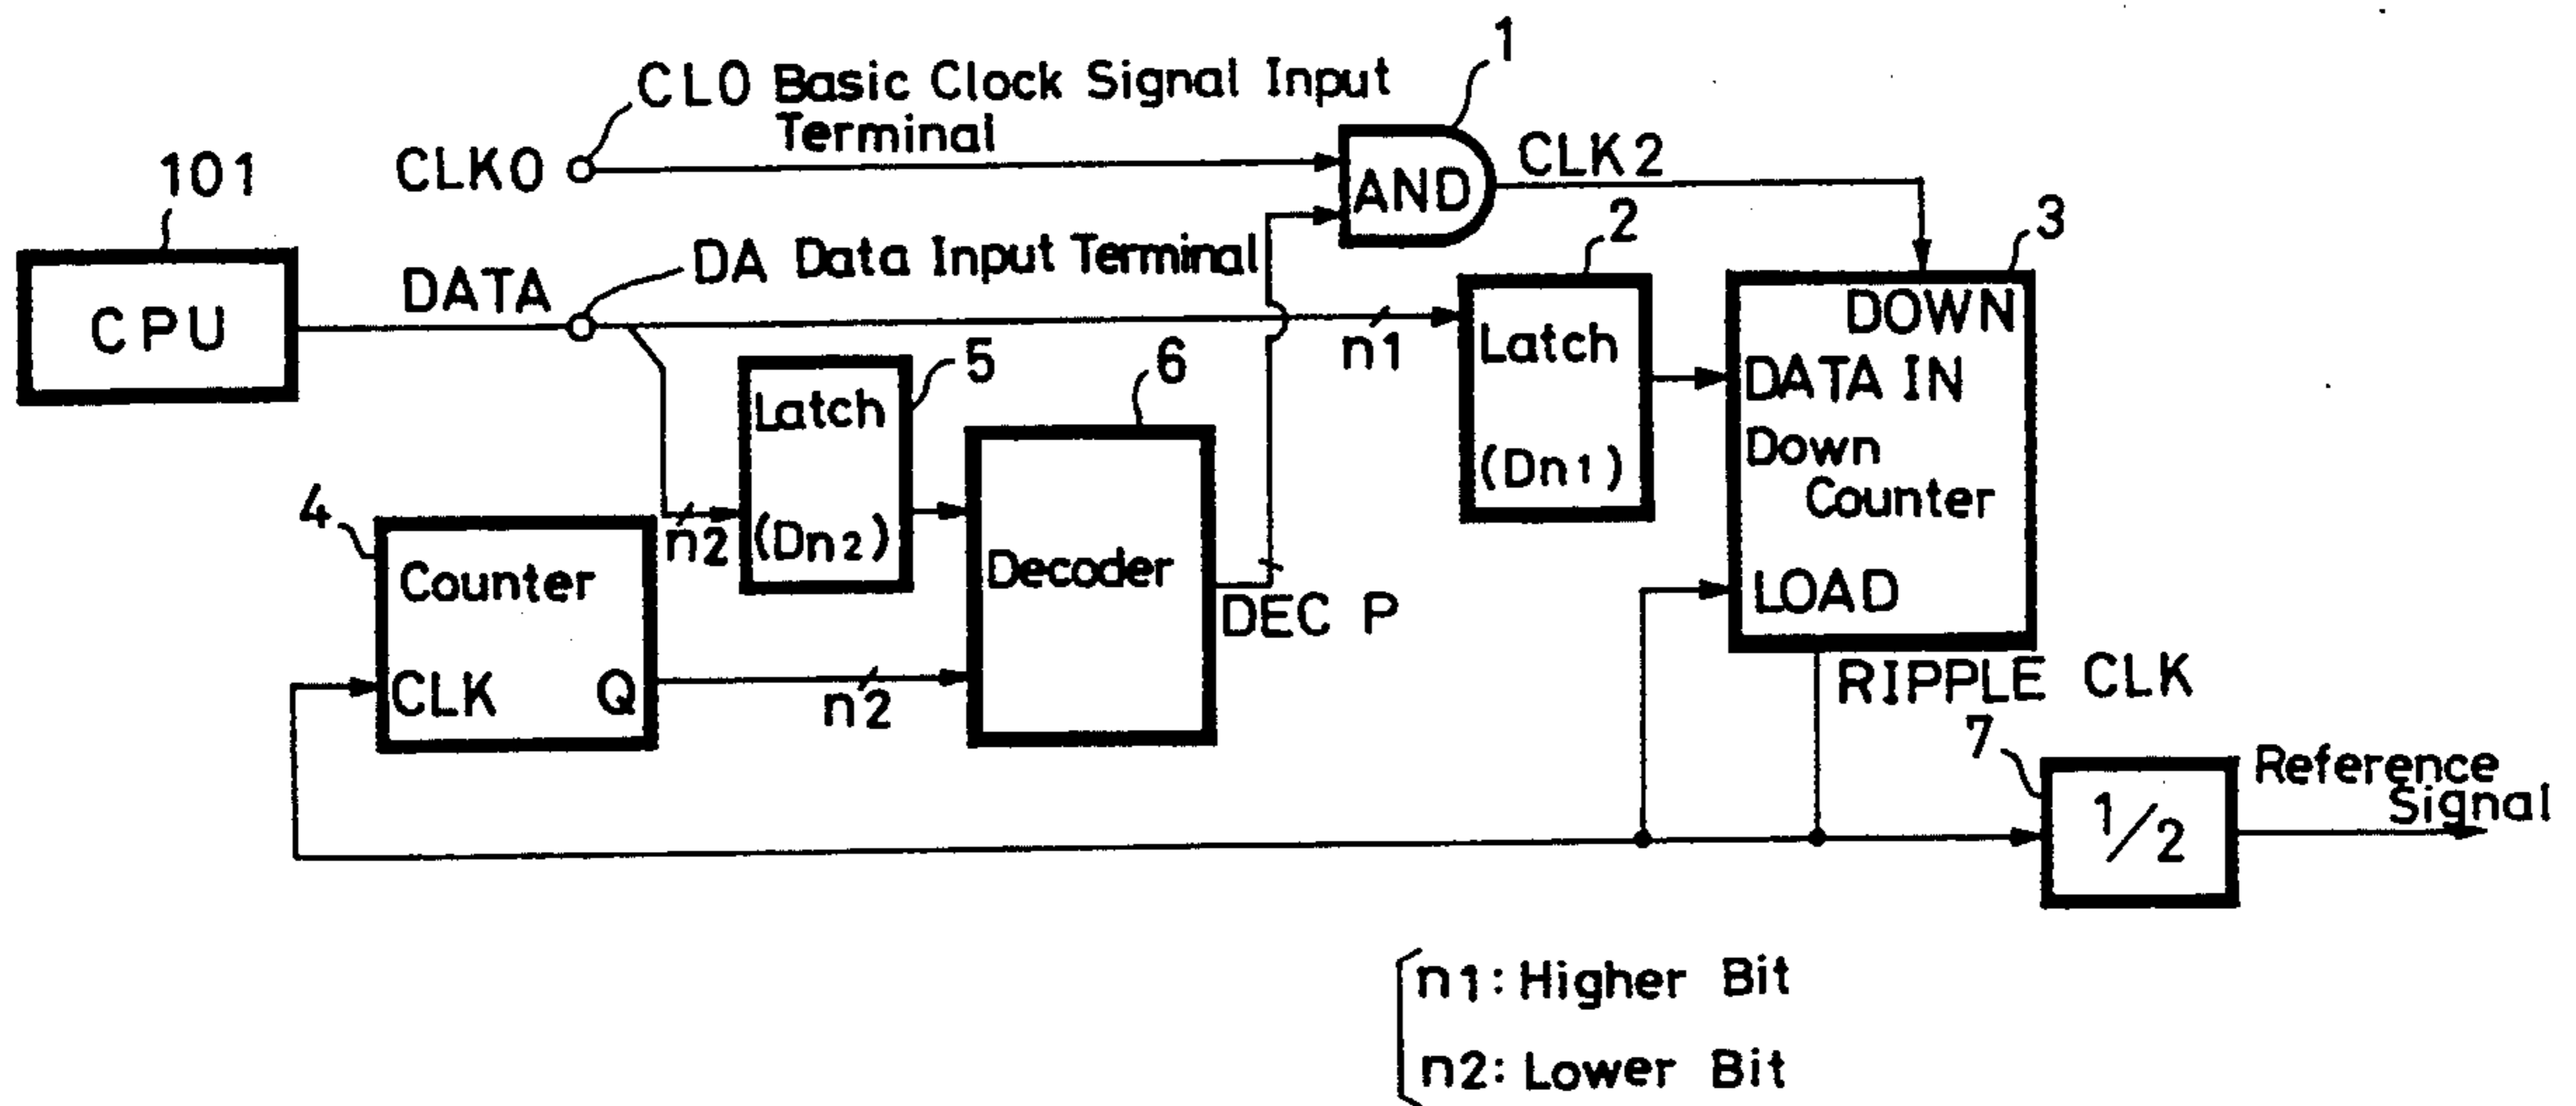 1
CL0 Basic Clock Signal Input
Terminal
CLK0
AND
CLK2
101
CPU
DATA
DA Data Input Terminal
n1
2
Latch
(Dn1)
3
DOWN
DATA IN
Down
Counter
LOAD
RIPPLE CLK
5
Latch
(Dn2)
n2
6
Decoder
DEC P
4
Counter
CLK Q
n2
7
1/2
Reference
Signal
n1: Higher Bit
n2: Lower Bit